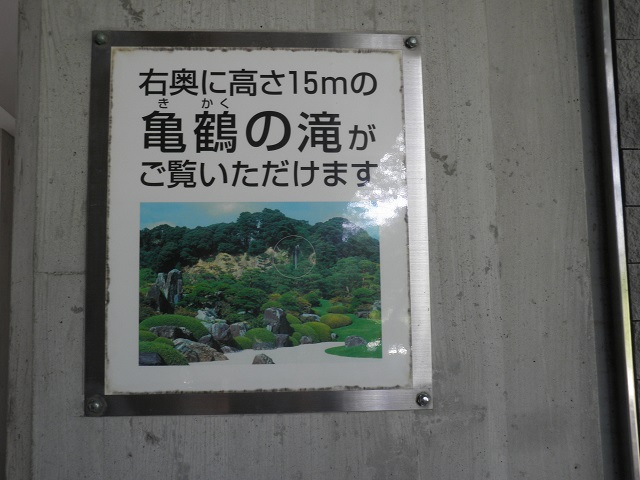 右奥に高さ15mの
きかく
亀鶴の滝が
ご覧いただけます